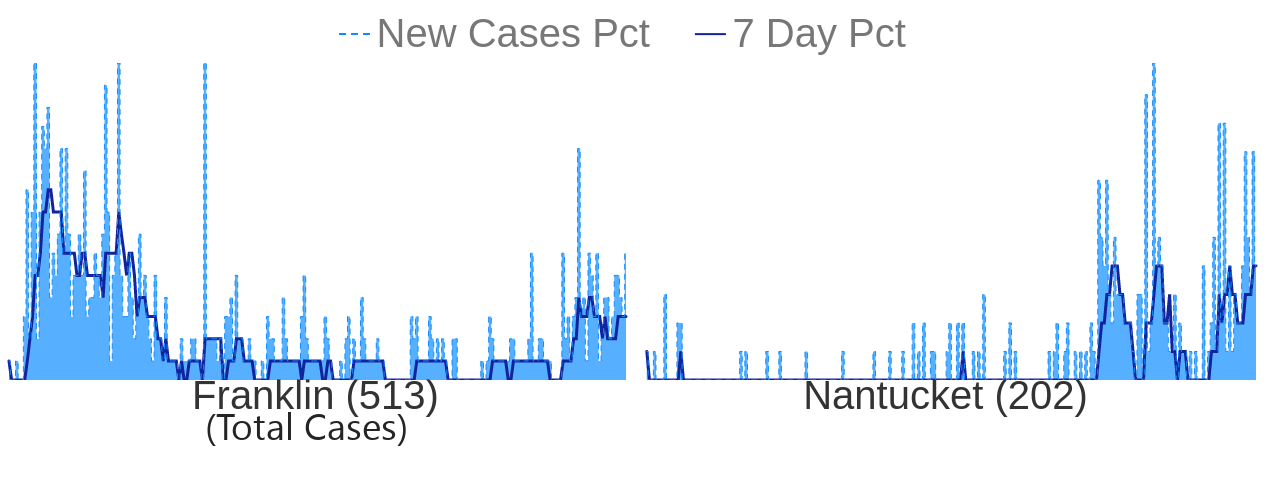 New Cases Pct 7 Day Pct
Franklin (513) Nantucket (202)
(Total Cases)